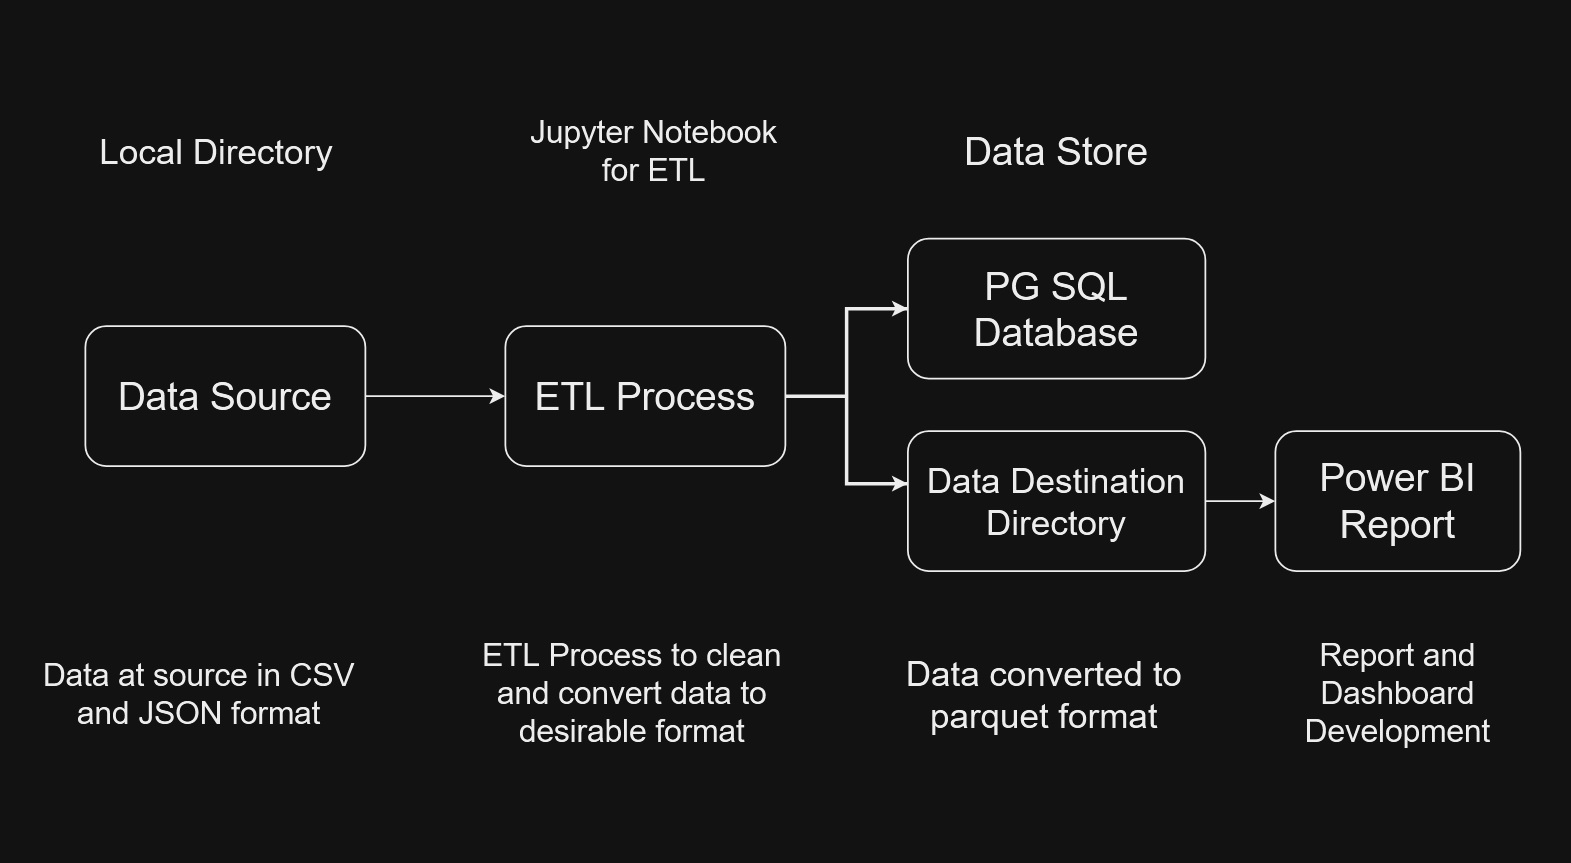 Local Directory
Jupyter Notebook
for ETL
Data Store
Data Source
ETL Process
PG SQL
Database
Data Destination
Directory
Power BI
Report
Data at source in CSV
and JSON format
ETL Process to clean
and convert data to
desirable format
Data converted to
parquet format
Report and
Dashboard
Development